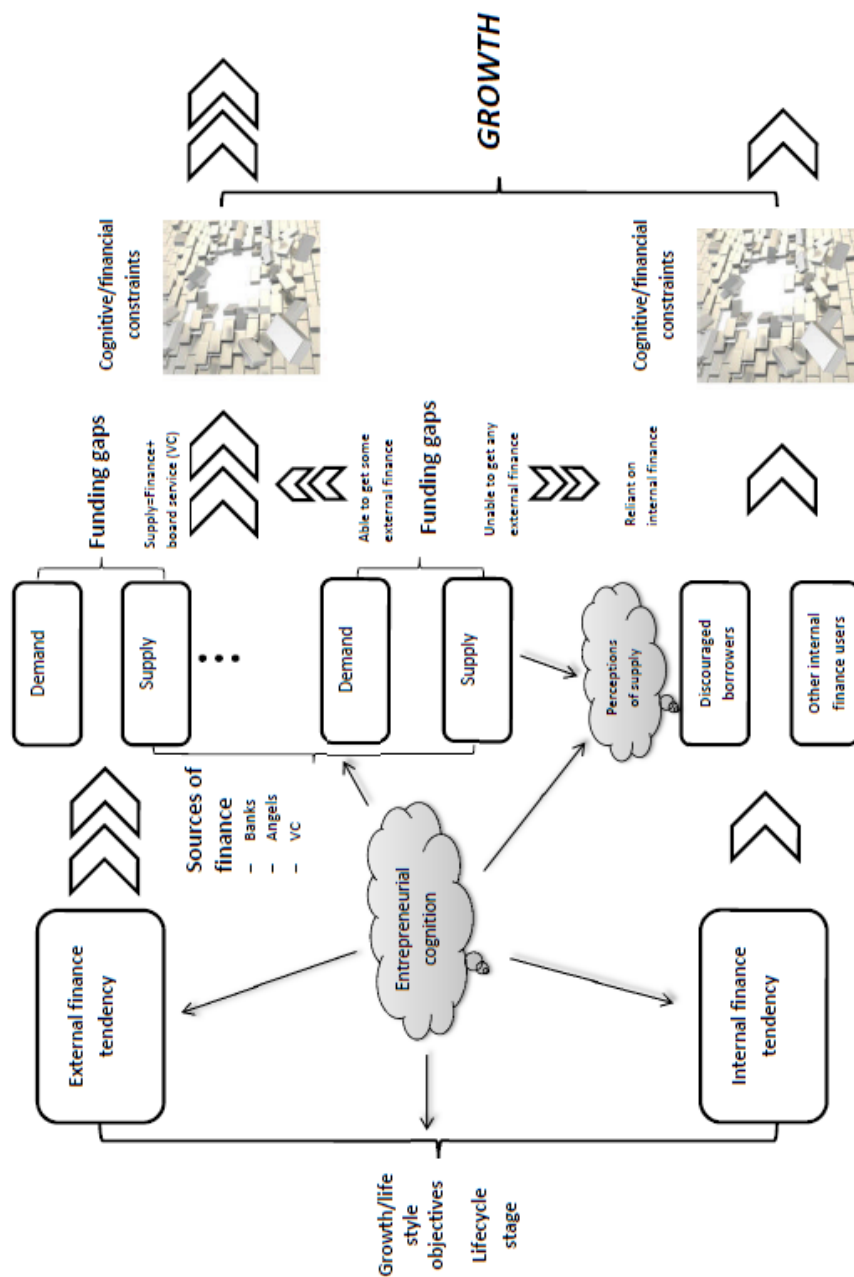 Growth/life
style
objectives
Lifecycle
stage
External finance
tendency
Internal finance
tendency
Entrepreneurial
cognition
Sources of
finance
– Banks
– Angels
– VC
Demand
Supply
Demand
Supply
Perceptions
of supply
Discouraged
borrowers
Other internal
finance users
Funding gaps
Supply=Finance+
board service (VC)
Able to get some
external finance
Funding gaps
Unable to get any
external finance
Reliant on
internal finance
Cognitive/financial
constraints
Cognitive/financial
constraints
GROWTH